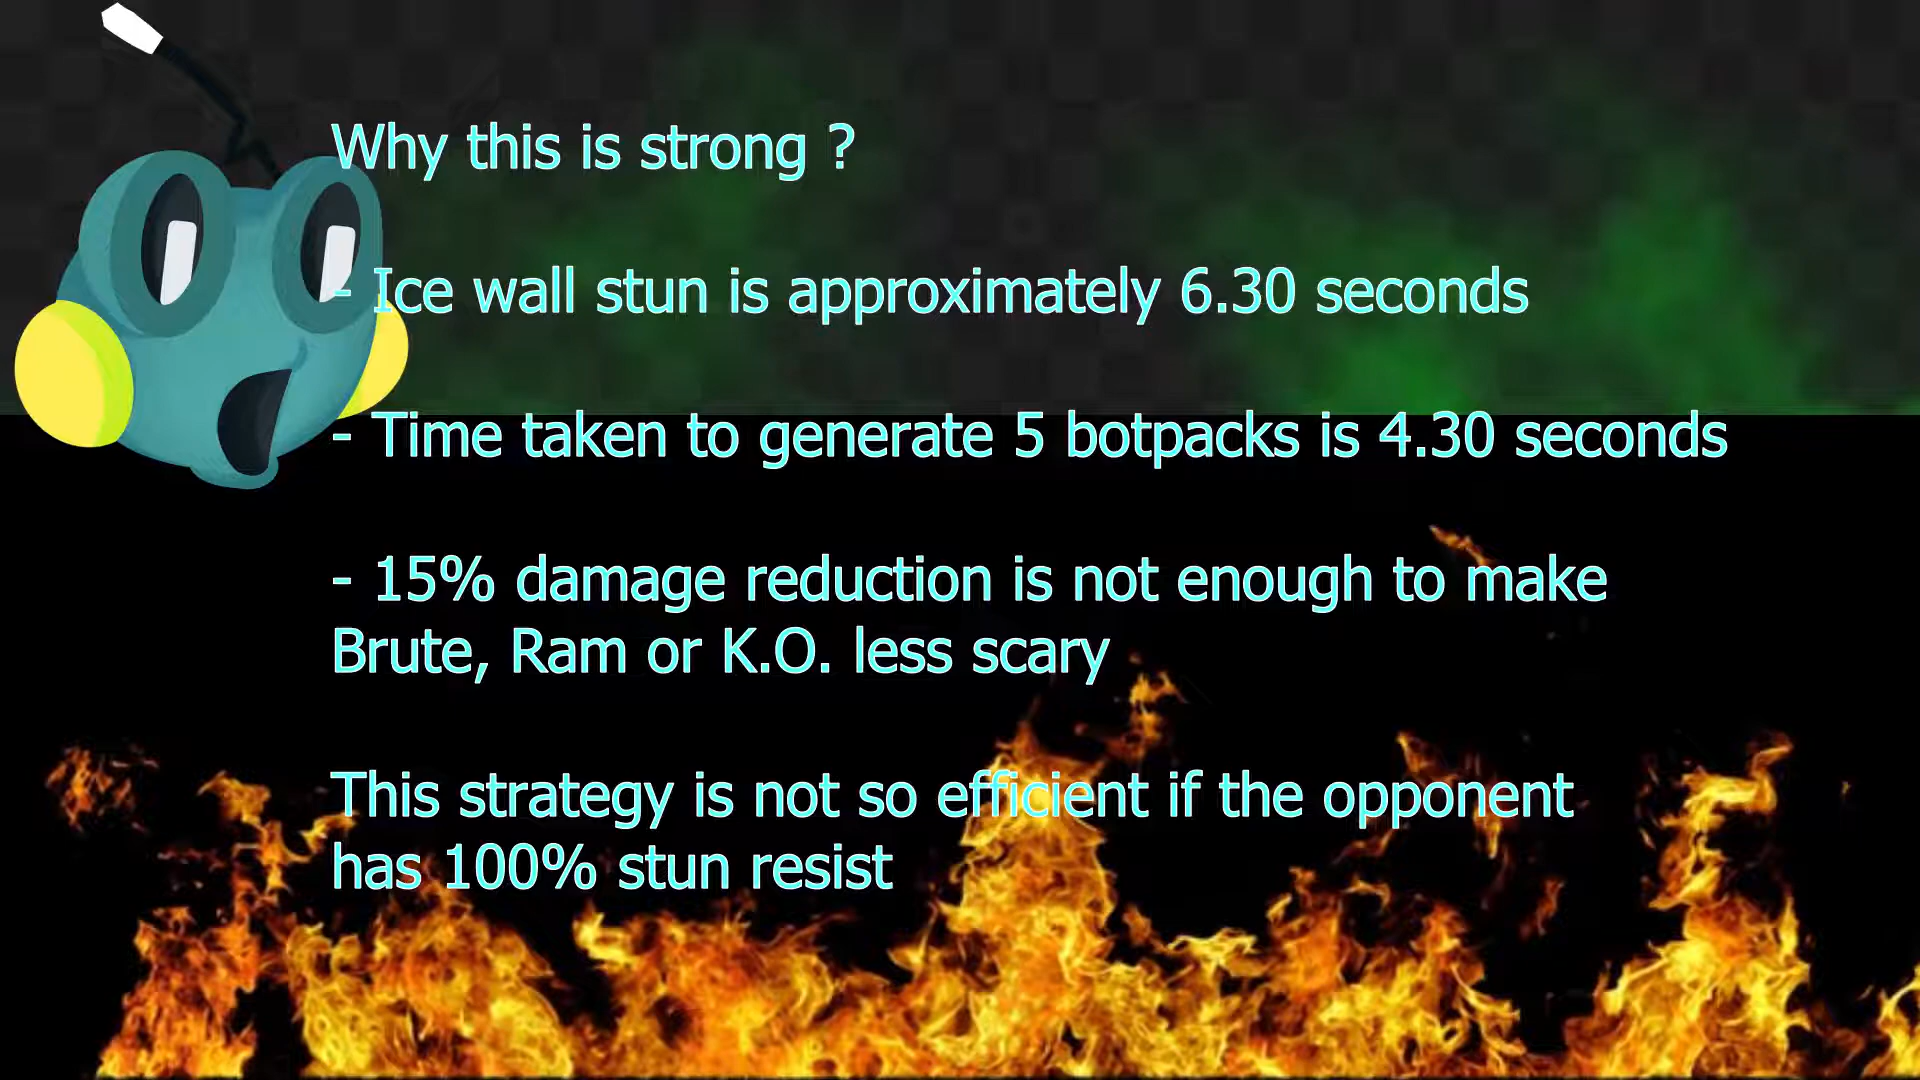 Why this is strong ?
- Ice wall stun is approximately 6.30 seconds
- Time taken to generate 5 botpacks is 4.30 seconds
- 15% damage reduction is not enough to make
Brute, Ram or K.O. less scary
This strategy is not so efficient if the opponent
has 100% stun resist